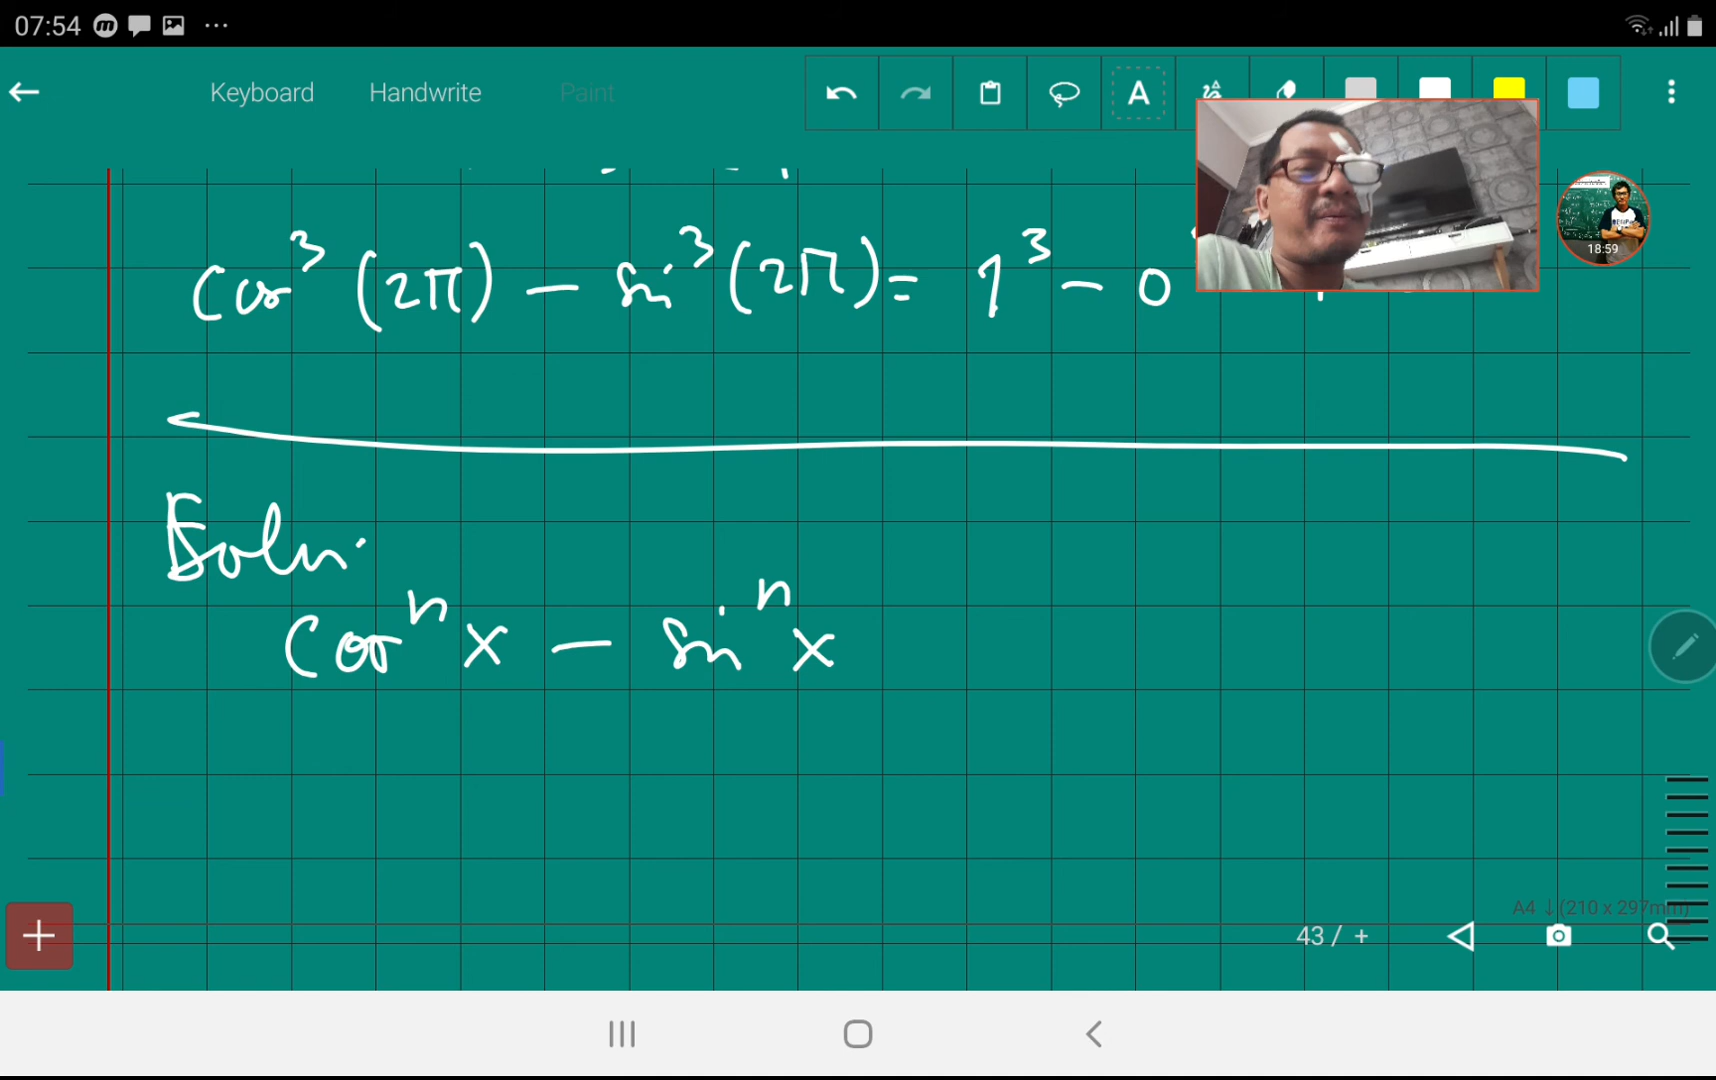 07:54
Keyboard Handwrite Paint
A
18:59
cos³(2π) − sin³(2π) = 1³ − 0
Soln.
Cosⁿx − sinⁿx
A4 ↓(210 x 297mm)
43 / +